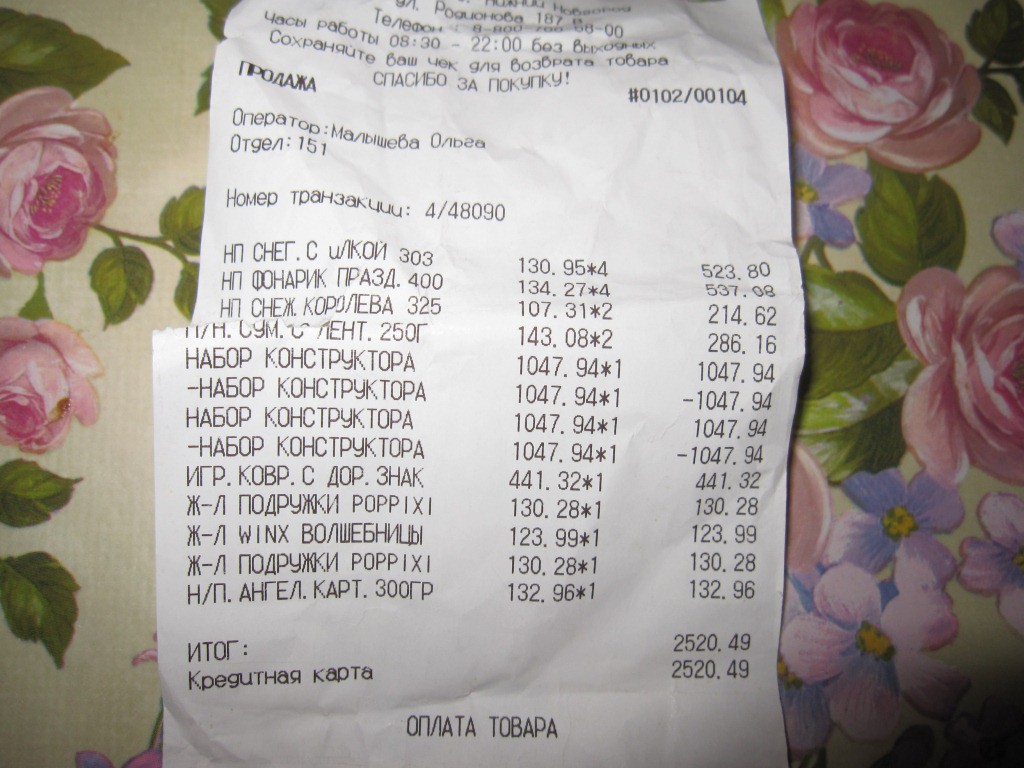 Нижний Новгород
ул. Родионова 187 В
Телефон : 8-800-700-00
Часы работы 08:30 - 22:00 Без выходных
Сохраняйте ваш чек для возврата товара
СПАСИБО ЗА ПОКУПКУ!
ПРОДАЖА #0102/00104
Оператор:Малышева Ольга
Отдел:151
Номер транзакции: 4/48090
НП СНЕГ. С 303 130.95*4 523.80
НП ФОНАРИК ПРАЗД. 400 134.27*4 537.08
НП СНЕЖ.КОРОЛЕВА 325 107.31*2 214.62
П/Н. СУМ. С ЛЕНТ. 250Г 143.08*2 286.16
НАБОР КОНСТРУКТОРА 1047.94*1 1047.94
-НАБОР КОНСТРУКТОРА 1047.94*1 -1047.94
НАБОР КОНСТРУКТОРА 1047.94*1 1047.94
-НАБОР КОНСТРУКТОРА 1047.94*1 -1047.94
ИГР.КОВР.С ДОР.ЗНАК 441.32*1 441.32
Ж-Л ПОДРУЖКИ POPPIXI 130.28*1 130.28
Ж-Л WINX ВОЛШЕБНИЦЫ 123.99*1 123.99
Ж-Л ПОДРУЖКИ POPPIXI 130.28*1 130.28
Н/П.АНГЕЛ.КАРТ.300ГР 132.96*1 132.96
ИТОГ: 2520.49
Кредитная карта 2520.49
ОПЛАТА ТОВАРА